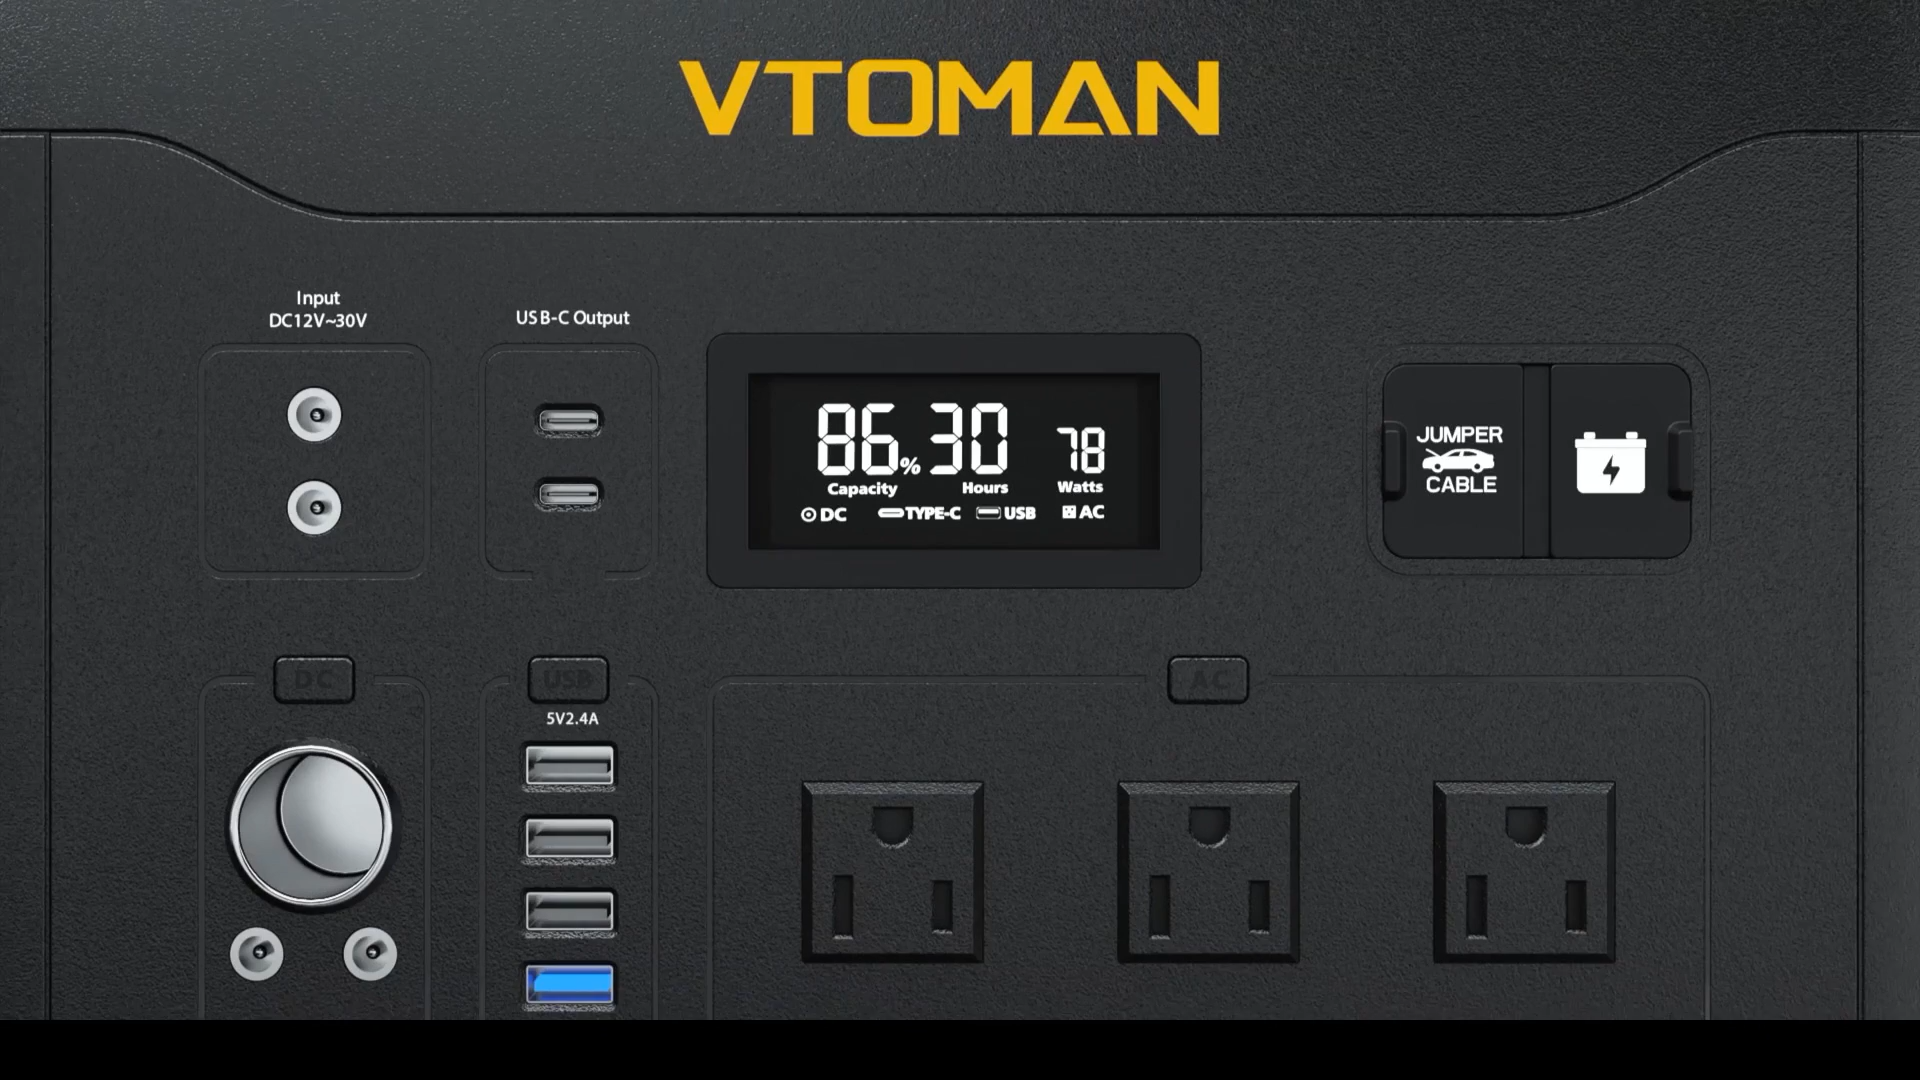 VTOMAN
Input
DC12V~30V
USB-C Output
86% 30 78
Capacity Hours Watts
DC TYPE-C USB AC
JUMPER
CABLE
DC
USB
AC
5V2.4A